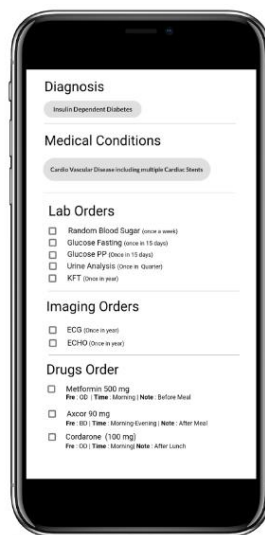 Diagnosis
Insulin Dependent Diabetes
Medical Conditions
Cardio Vascular Disease including multiple Cardiac Stents
Lab Orders
Random Blood Sugar (once a week)
Glucose Fasting (once in 15 days)
Glucose PP (Once in 15 days)
Urine Analysis (Once in Quarter)
KFT (Once in year)
Imaging Orders
ECG (Once in year)
ECHO (Once in year)
Drugs Order
Metformin 500 mg
Fre : OD | Time : Morning | Note : Before Meal
Axcor 90 mg
Fre : BD | Time : Morning-Evening | Note : After Meal
Cordarone (100 mg)
Fre : OD | Time : Morning| Note : After Lunch